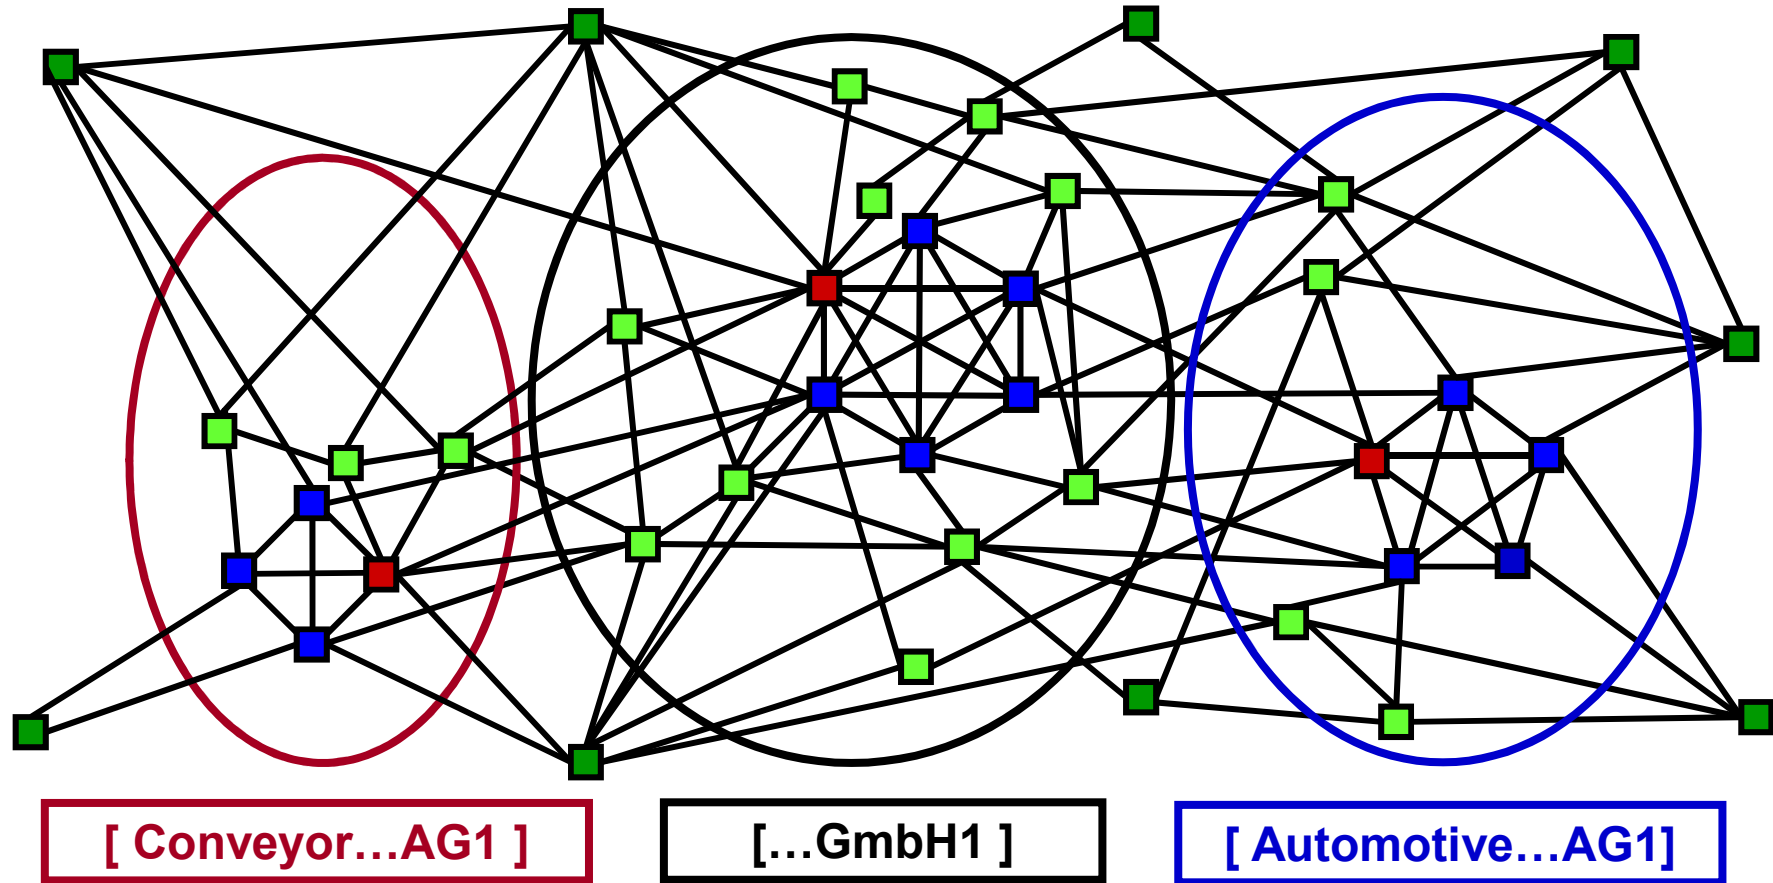 [ Conveyor...AG1 ]
[...GmbH1 ]
[ Automotive...AG1]